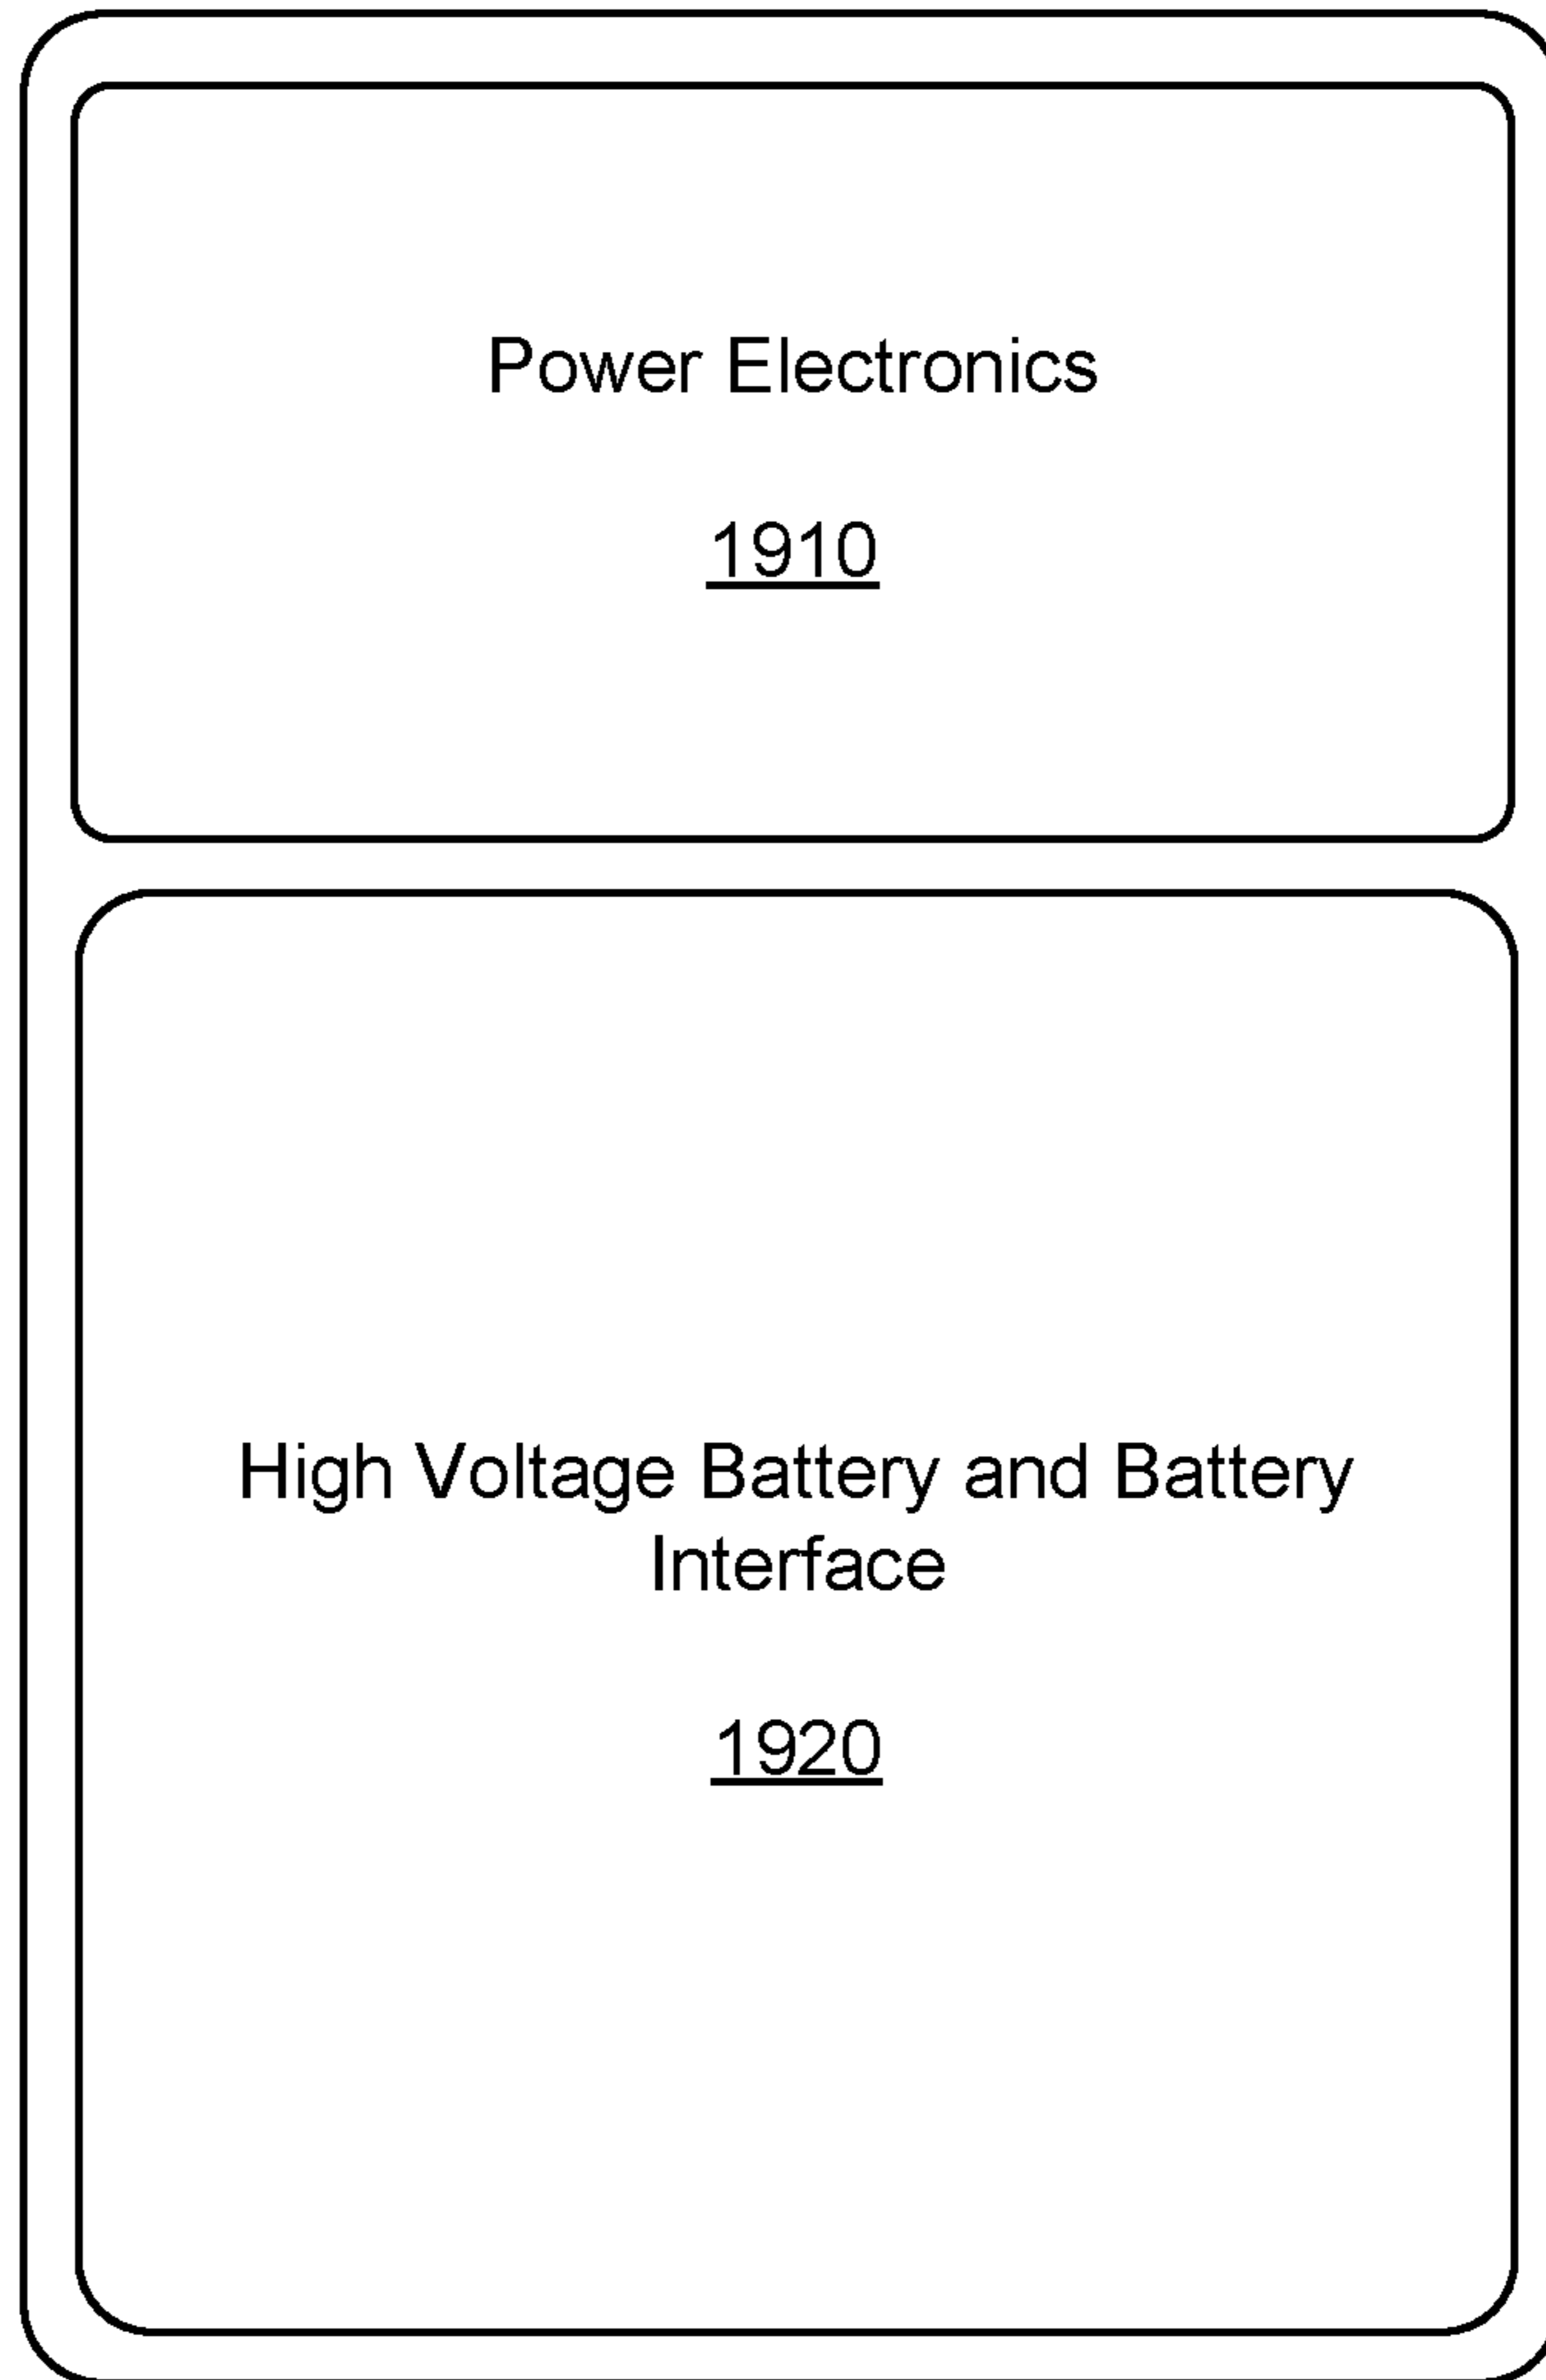 Power Electronics
1910
High Voltage Battery and Battery
Interface
1920